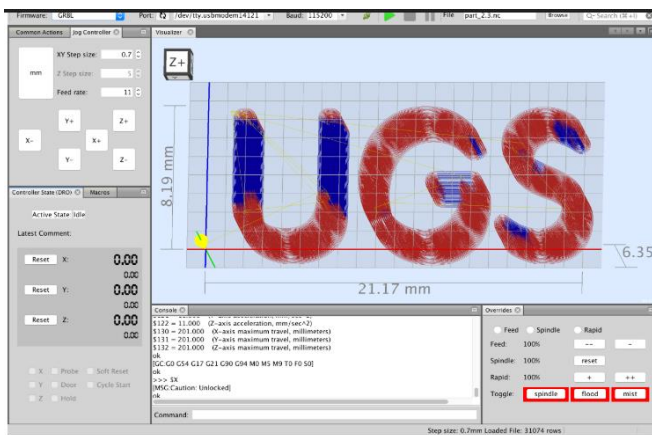 Firmware: GRBL Port: /dev/tty.usbmodem14121 Baud: 115200 File part_2.3.nc Browse Search (⌘+I)
Common Actions Jog Controller Visualizer
XY Step size: 0.7
mm Z Step size: 5
Feed rate: 11
Z+
Y+ Z+
X- X+
Y- Z-
UGS
8.19 mm
6.35
21.17 mm
Controller State (DRO) Macros
Active State Idle
Latest Comment:
Reset X: 0.00
0.00
Reset Y: 0.00
0.00
Reset Z: 0.00
0.00
X Probe Soft Reset
Y Door Cycle Start
Z Hold
Console
$122 = 11.000 (Z-axis acceleration, mm/sec^2)
$130 = 201.000 (X-axis maximum travel, millimeters)
$131 = 201.000 (Y-axis maximum travel, millimeters)
$132 = 201.000 (Z-axis maximum travel, millimeters)
ok
[GC:G0 G54 G17 G21 G90 G94 M0 M5 M9 T0 F0 S0]
ok
>>> $X
[MSG:Caution: Unlocked]
ok
Command:
Overrides
Feed Spindle Rapid
Feed: 100% -- -
Spindle: 100% reset
Rapid: 100% + ++
Toggle: spindle flood mist
Step size: 0.7mm Loaded File: 31074 rows